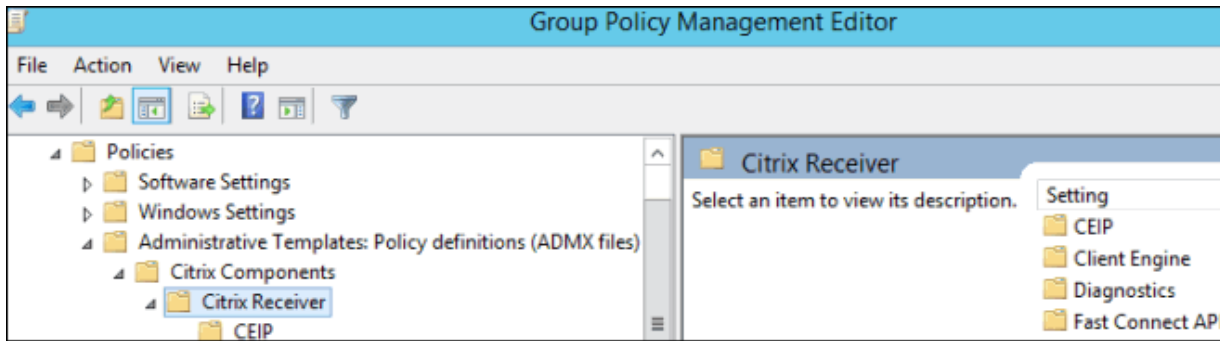 Group Policy Management Editor
File Action View Help
Policies
Software Settings
Windows Settings
Administrative Templates: Policy definitions (ADMX files)
Citrix Components
Citrix Receiver
CEIP
Citrix Receiver
Select an item to view its description.
Setting
CEIP
Client Engine
Diagnostics
Fast Connect API